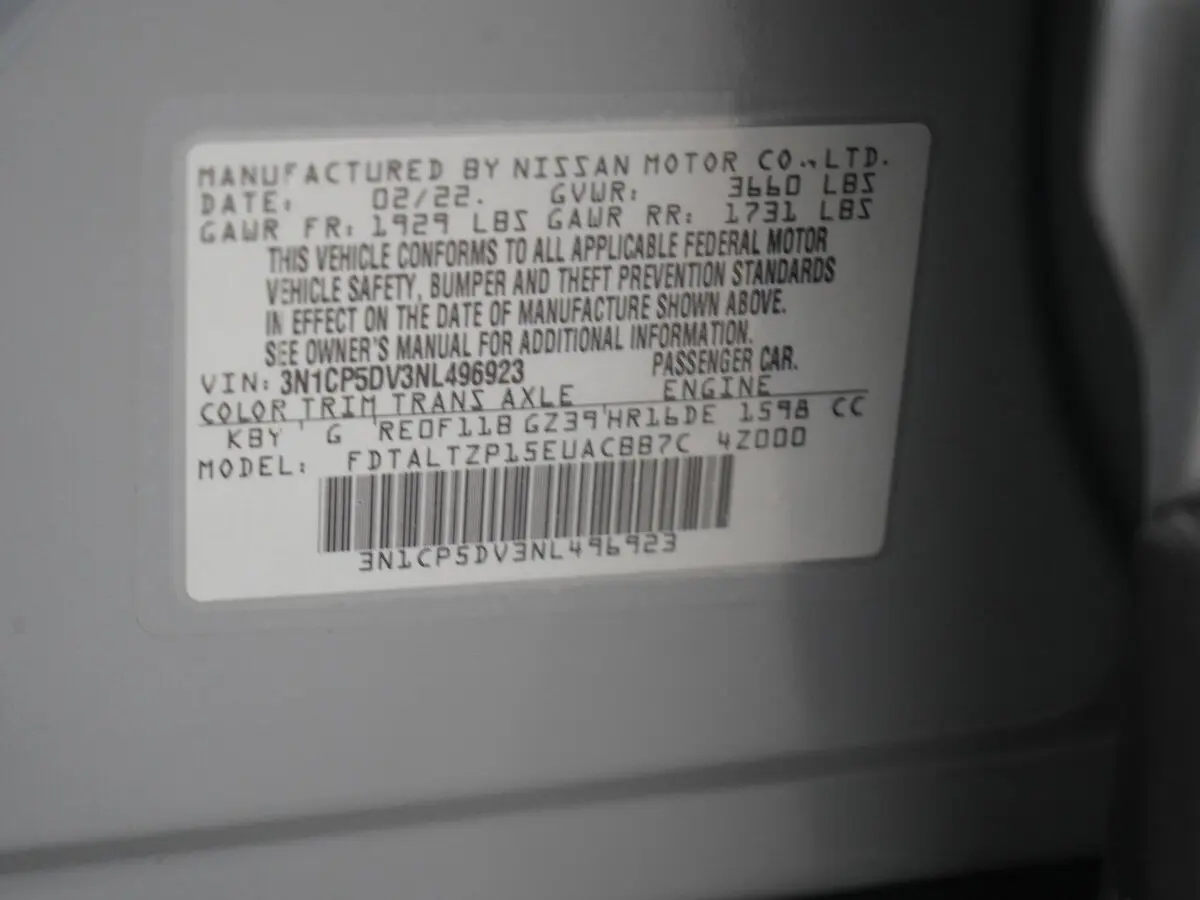 MANUFACTURED BY NISSAN MOTOR CO., LTD.
DATE: 02/22. GVWR: 3660 LBS
GAWR FR: 1929 LBS GAWR RR: 1731 LBS
THIS VEHICLE CONFORMS TO ALL APPLICABLE FEDERAL MOTOR
VEHICLE SAFETY, BUMPER AND THEFT PREVENTION STANDARDS
IN EFFECT ON THE DATE OF MANUFACTURE SHOWN ABOVE.
SEE OWNER'S MANUAL FOR ADDITIONAL INFORMATION.
VIN: 3N1CP5DV3NL496923 PASSENGER CAR.
COLOR TRIM TRANS AXLE ENGINE
KBY G RE0F11B GZ39 HR16DE 1598 CC
MODEL: FDTALTZP15EUACBB7C 4Z000
3N1CP5DV3NL496923